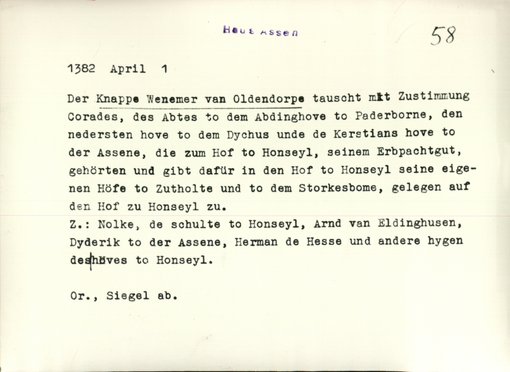 Haus Assen
58
1382 April 1
Der Knappe Wenemer van Oldendorpe tauscht mit Zustimmung
Corades, des Abtes to dem Abdinghove to Paderborne, den
nedersten hove to dem Dychus unde de Kerstians hove to
der Assene, die zum Hof to Honseyl, seinem Erbpachtgut,
gehörten und gibt dafür in den Hof to Honseyl seine eige-
nen Höfe to Zutholte und to dem Storkesbome, gelegen auf
den Hof zu Honseyl zu.
Z.: Nolke, de schulte to Honseyl, Arnd van Eldinghusen,
Dyderik to der Assene, Herman de Hesse und andere hygen
des hoves to Honseyl.
Or., Siegel ab.